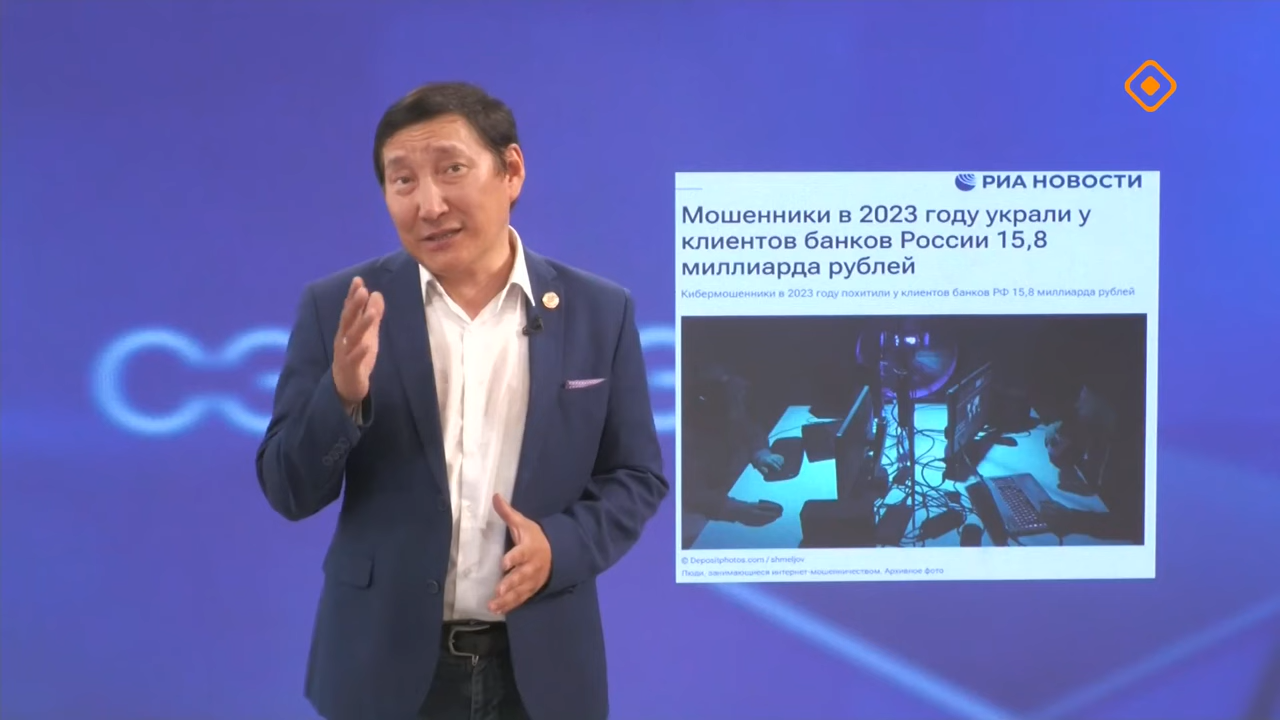 РИА НОВОСТИ
Мошенники в 2023 году украли у
клиентов банков России 15,8
миллиарда рублей
Кибермошенники в 2023 году похитили у клиентов банков РФ 15,8 миллиарда рублей
© Depositphotos.com / shmeljov
Люди, занимающиеся интернет-мошенничеством. Архивное фото